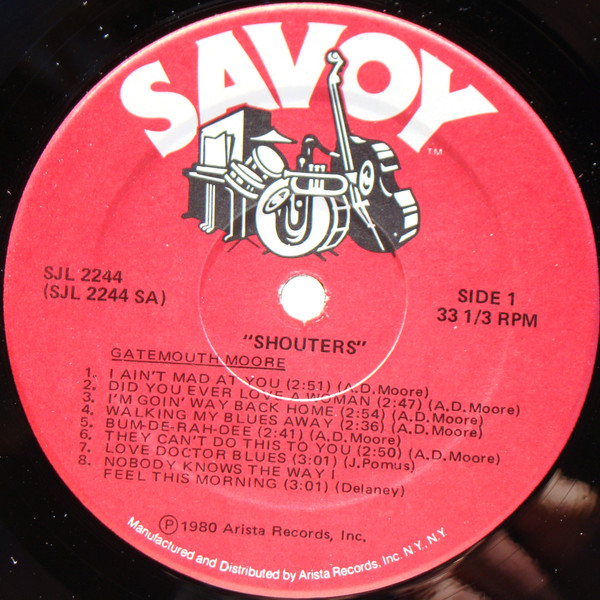 SAVOY
TM
SJL 2244
(SJL 2244 SA)
SIDE 1
33 1/3 RPM
"SHOUTERS"
GATEMOUTH MOORE
1. I AIN'T MAD AT YOU (2:51) (A.D.Moore)
2. DID YOU EVER LOVE A WOMAN (2:47) (A.D.Moore)
3. I'M GOIN' WAY BACK HOME (2:54) (A.D.Moore)
4. WALKING MY BLUES AWAY (2:36) (A.D.Moore)
5. BUM-DE-RAH-DEE (2:41) (A.D.Moore)
6. THEY CAN'T DO THIS TO YOU (2:50) (A.D.Moore)
7. LOVE DOCTOR BLUES (3:01) (J.Pomus)
8. NOBODY KNOWS THE WAY I
FEEL THIS MORNING (3:01) (Delaney)
Ⓟ 1980 Arista Records, Inc.
Manufactured and Distributed by Arista Records, Inc. N.Y., N.Y.